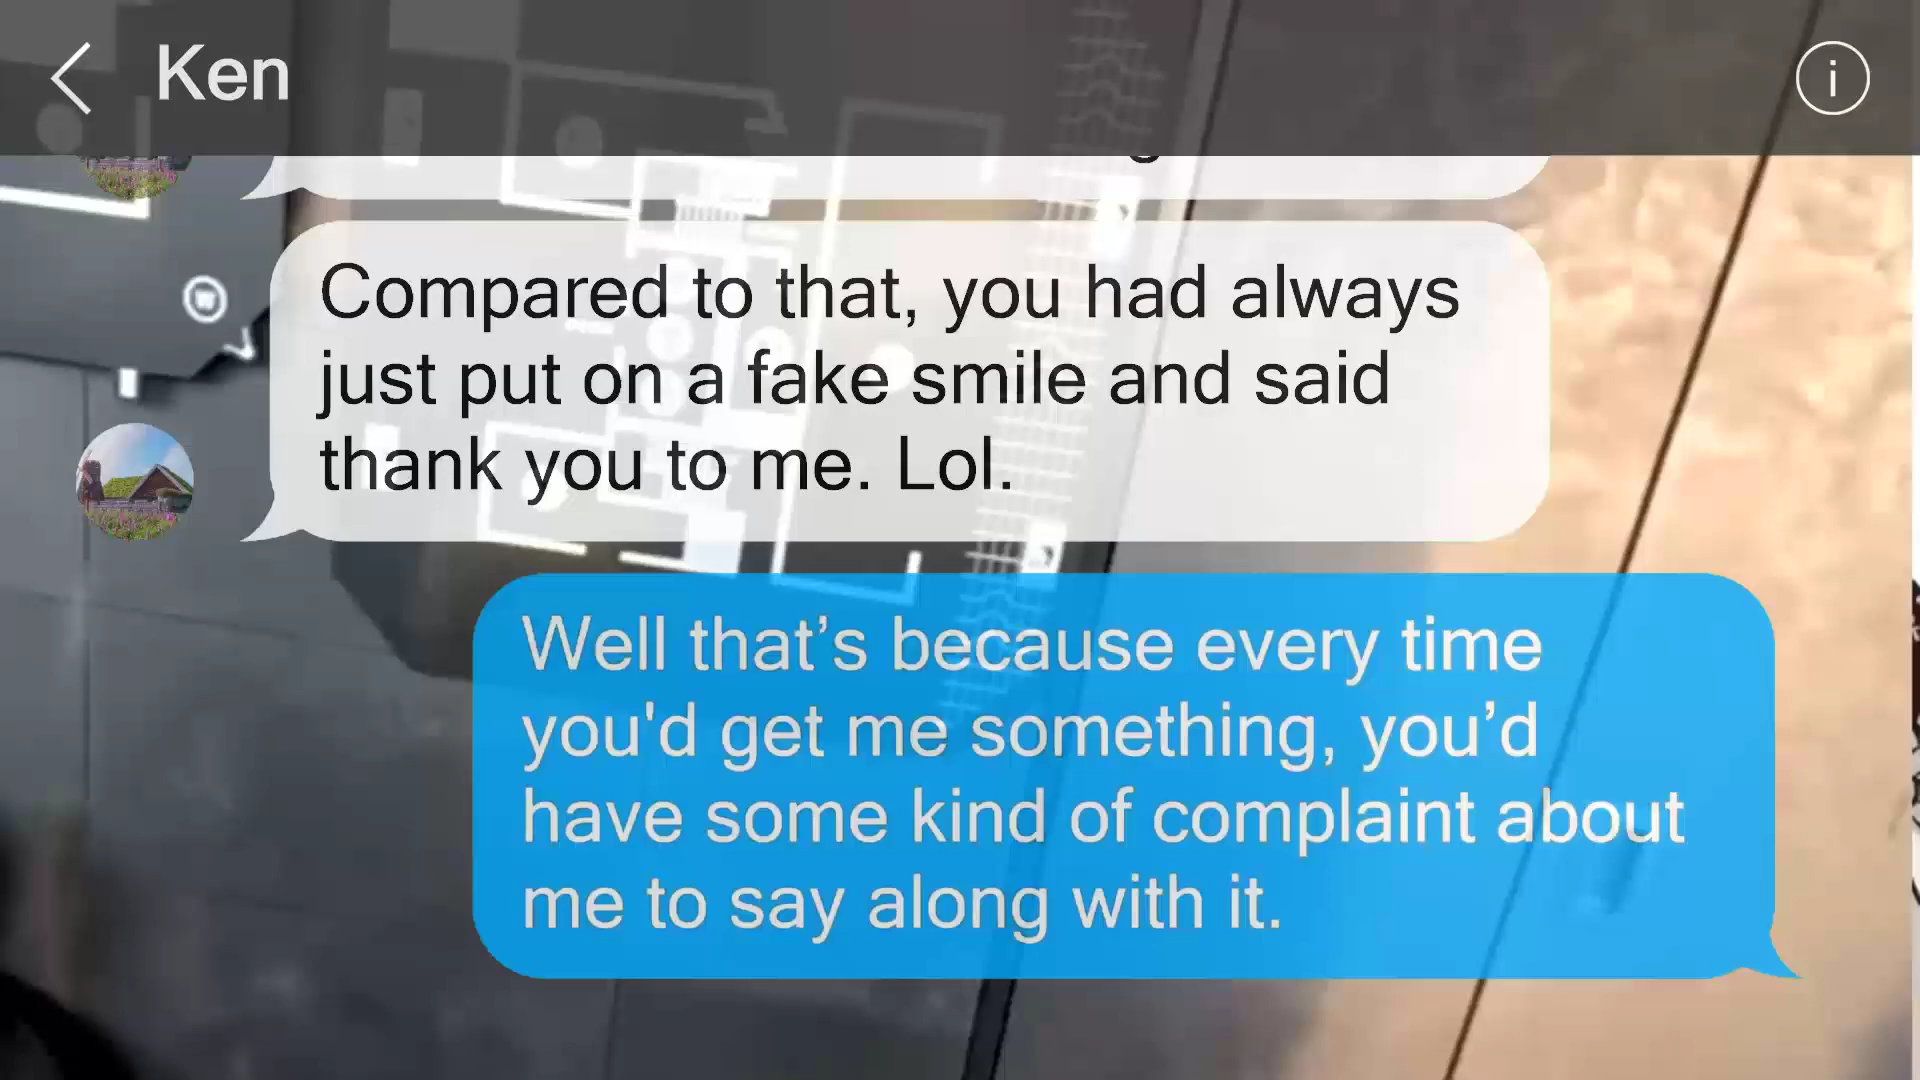 Ken
Compared to that, you had always
just put on a fake smile and said
thank you to me. Lol.
Well that’s because every time
you'd get me something, you’d
have some kind of complaint about
me to say along with it.